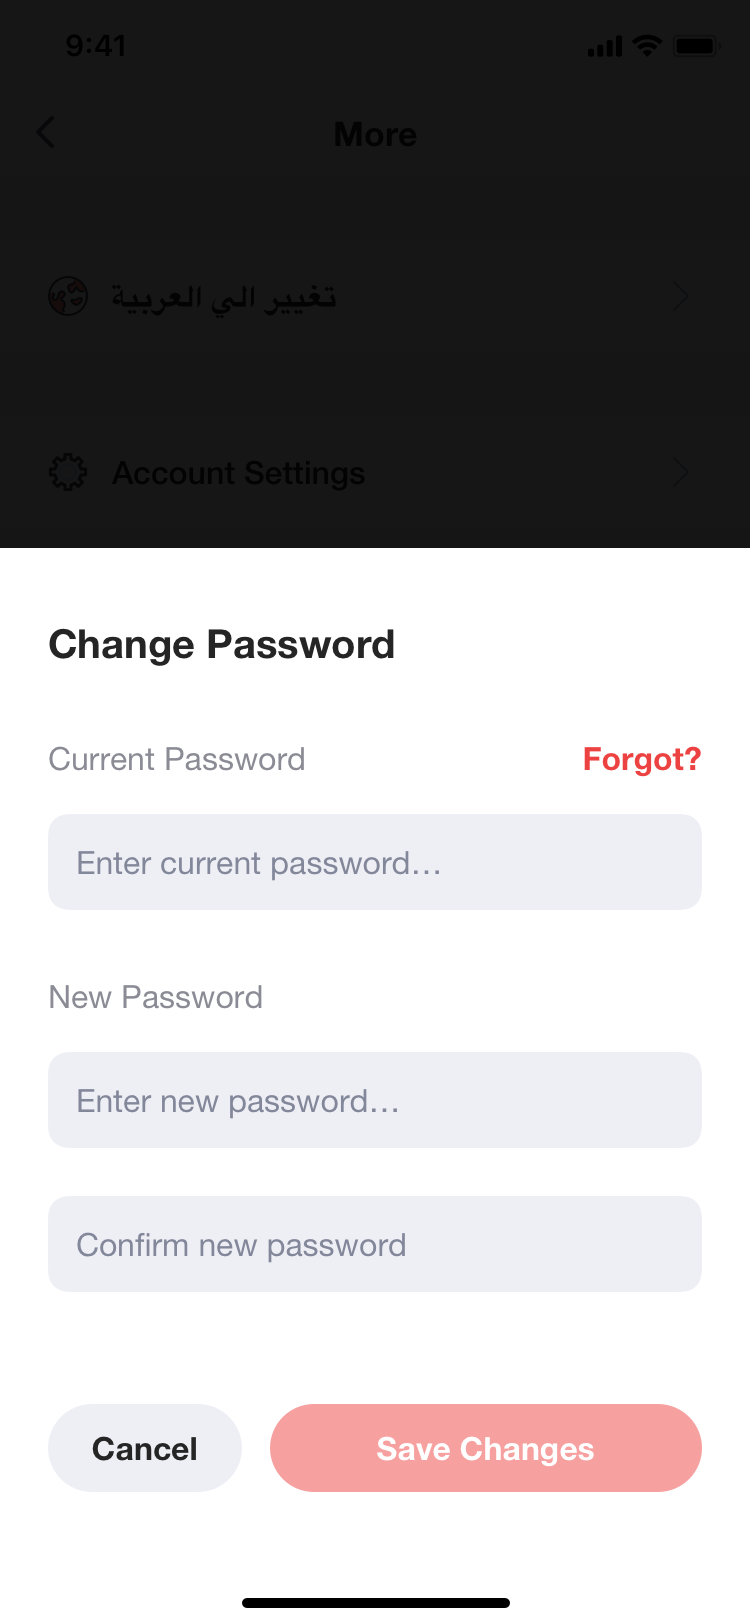 9:41
More
تغيير الي العربية
Account Settings
Change Password
Current Password
Forgot?
Enter current password...
New Password
Enter new password...
Confirm new password
Cancel
Save Changes